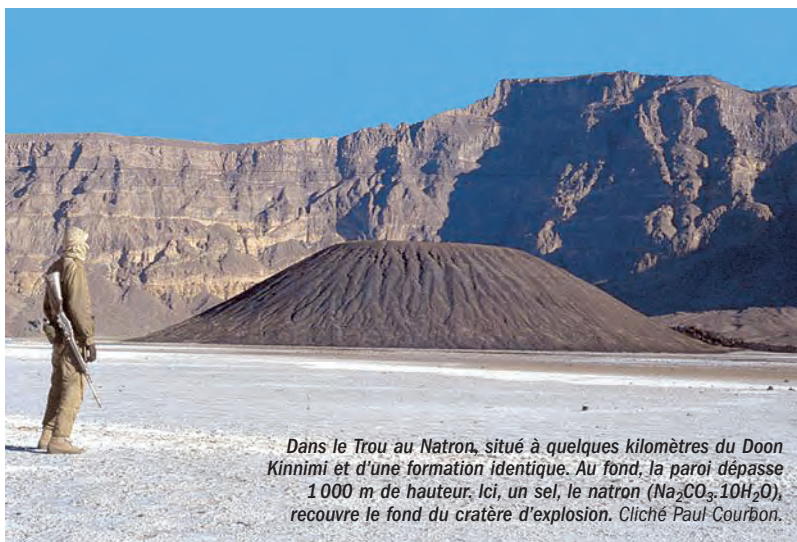 Dans le Trou au Natron, situé à quelques kilomètres du Doon
Kinnimi et d'une formation identique. Au fond, la paroi dépasse
1 000 m de hauteur. Ici, un sel, le natron (Na₂CO₃.10H₂O),
recouvre le fond du cratère d'explosion. Cliché Paul Courbon.